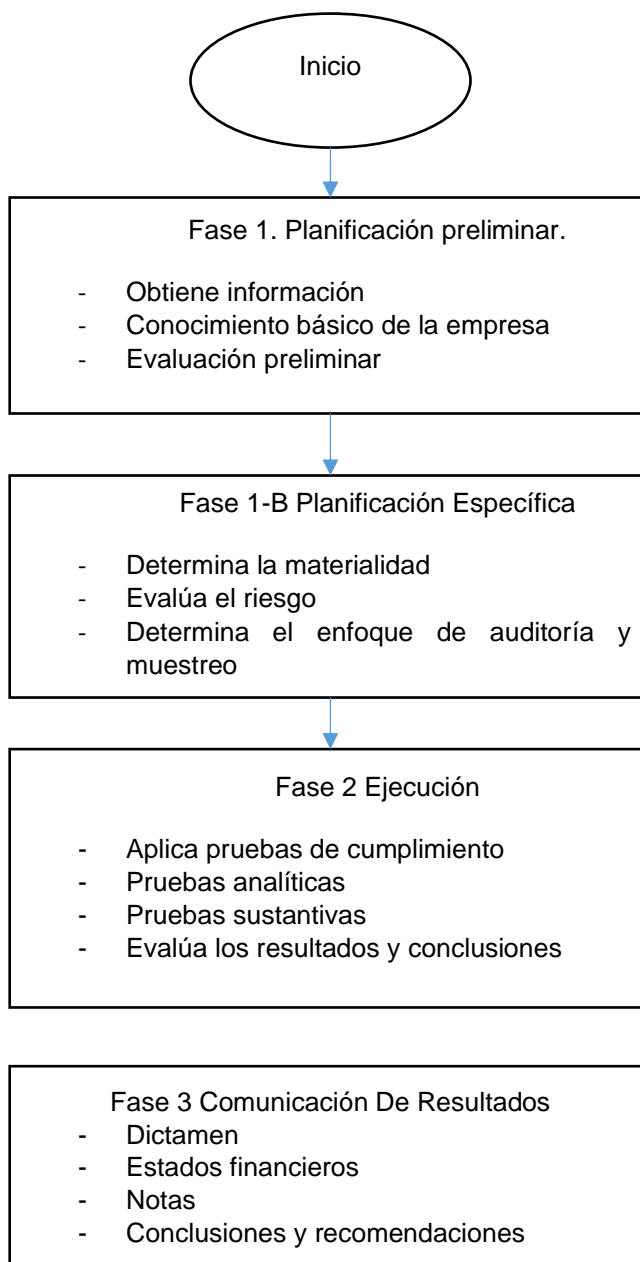 Inicio
Fase 1. Planificación preliminar.
- Obtiene información
- Conocimiento básico de la empresa
- Evaluación preliminar
Fase 1-B Planificación Específica
- Determina la materialidad
- Evalúa el riesgo
- Determina el enfoque de auditoría y
muestreo
Fase 2 Ejecución
- Aplica pruebas de cumplimiento
- Pruebas analíticas
- Pruebas sustantivas
- Evalúa los resultados y conclusiones
Fase 3 Comunicación De Resultados
- Dictamen
- Estados financieros
- Notas
- Conclusiones y recomendaciones